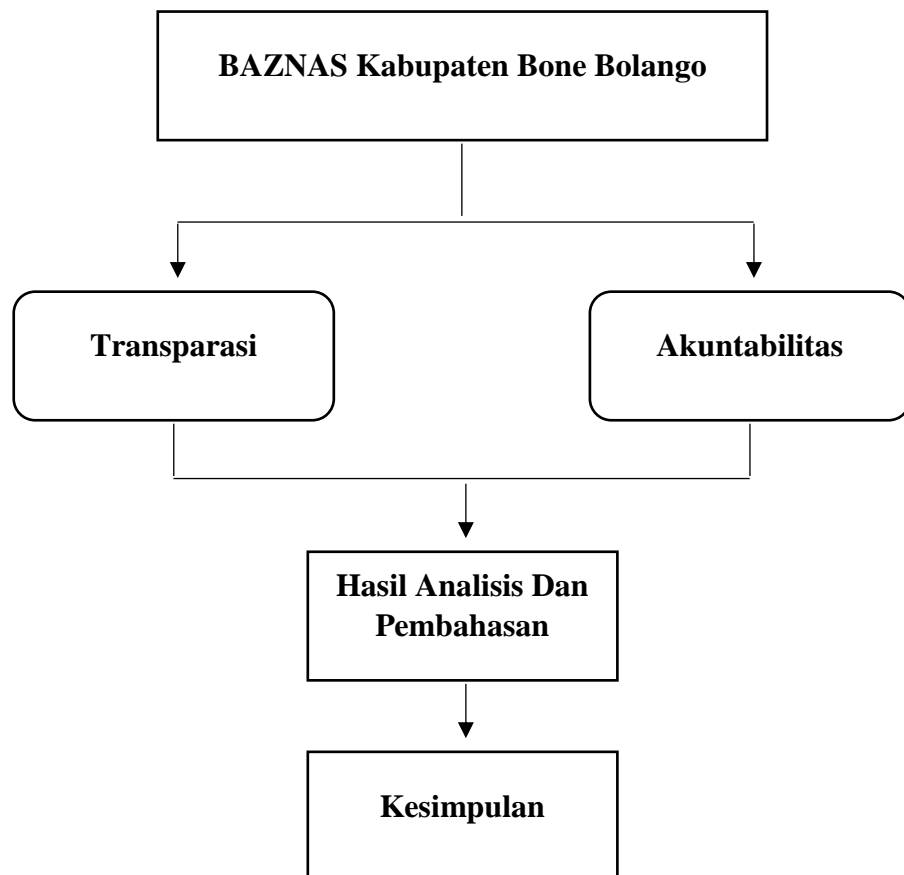 BAZNAS Kabupaten Bone Bolango
Transparasi
Akuntabilitas
Hasil Analisis Dan
Pembahasan
Kesimpulan